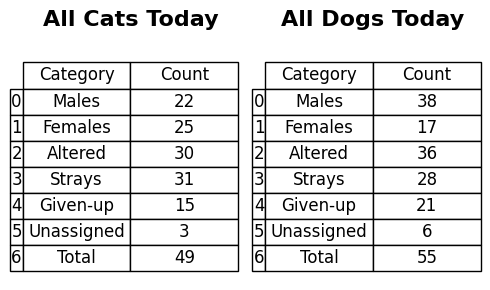 All Cats Today
Category Count
0 Males 22
1 Females 25
2 Altered 30
3 Strays 31
4 Given-up 15
5 Unassigned 3
6 Total 49
All Dogs Today
Category Count
0 Males 38
1 Females 17
2 Altered 36
3 Strays 28
4 Given-up 21
5 Unassigned 6
6 Total 55